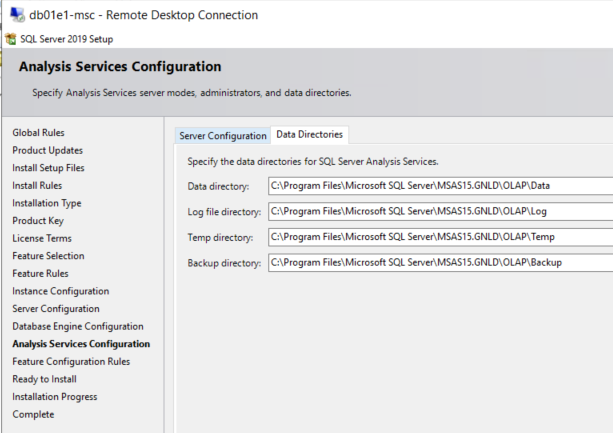 db01e1-msc - Remote Desktop Connection
SQL Server 2019 Setup
Analysis Services Configuration
Specify Analysis Services server modes, administrators, and data directories.
Global Rules
Product Updates
Install Setup Files
Install Rules
Installation Type
Product Key
License Terms
Feature Selection
Feature Rules
Instance Configuration
Server Configuration
Database Engine Configuration
Analysis Services Configuration
Feature Configuration Rules
Ready to Install
Installation Progress
Complete
Server Configuration Data Directories
Specify the data directories for SQL Server Analysis Services.
Data directory: C:\Program Files\Microsoft SQL Server\MSAS15.GNLD\OLAP\Data
Log file directory: C:\Program Files\Microsoft SQL Server\MSAS15.GNLD\OLAP\Log
Temp directory: C:\Program Files\Microsoft SQL Server\MSAS15.GNLD\OLAP\Temp
Backup directory: C:\Program Files\Microsoft SQL Server\MSAS15.GNLD\OLAP\Backup